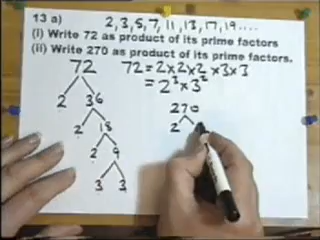 13 a) 2, 3, 5, 7, 11, 13, 17, 19....
(i) Write 72 as product of its prime factors
(ii) Write 270 as product of its prime factors.
72 72 = 2 x 2 x 2 x 3 x 3
= 2³ x 3²
2 36
2 18
2 9
3 3
270
2